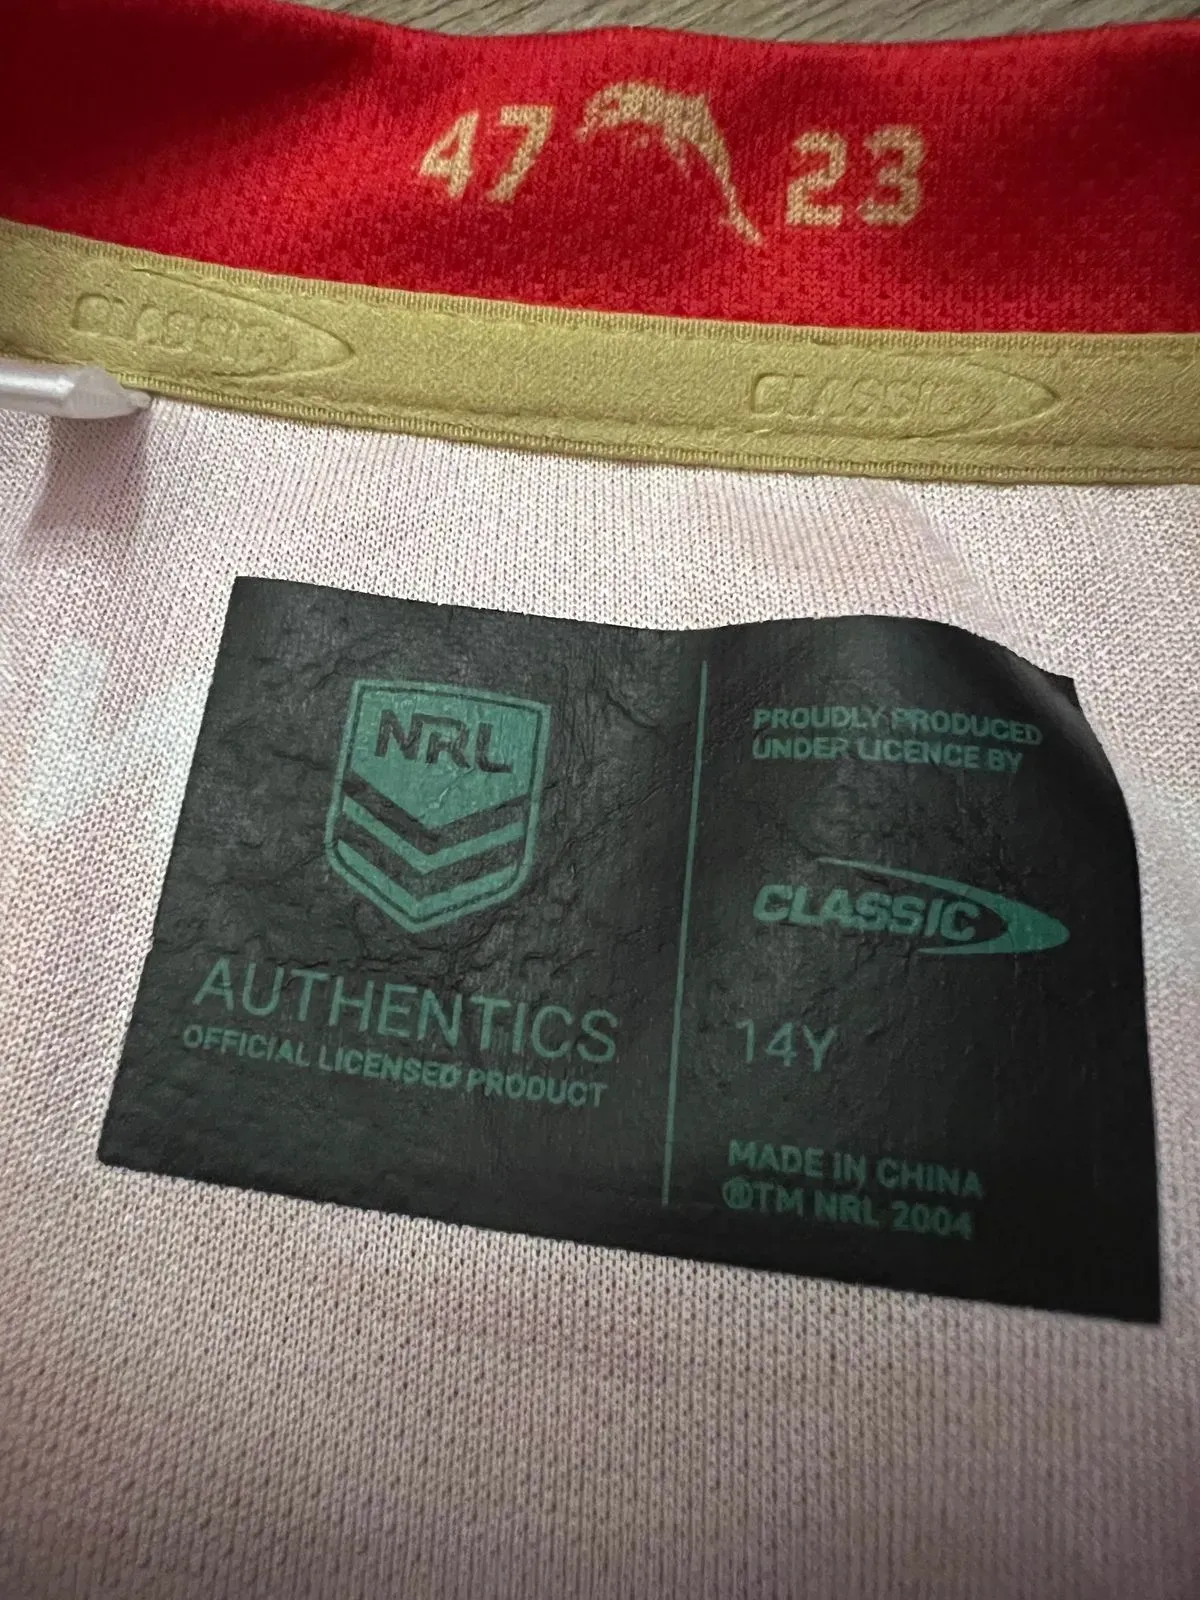 47 23
CLASSIC CLASSIC
NRL
AUTHENTICS
OFFICIAL LICENSED PRODUCT
PROUDLY PRODUCED
UNDER LICENCE BY
CLASSIC
14Y
MADE IN CHINA
®TM NRL 2004